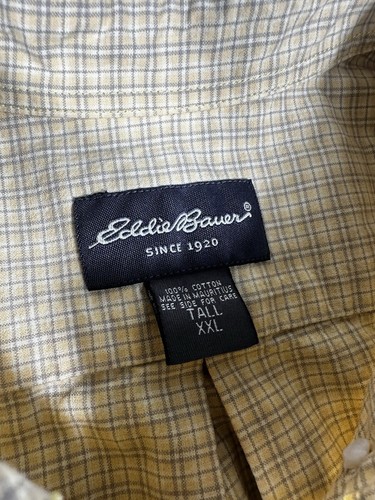 Eddie Bauer®
SINCE 1920
100% COTTON
MADE IN MAURITIUS
SEE SIDE FOR CARE
TALL
XXL